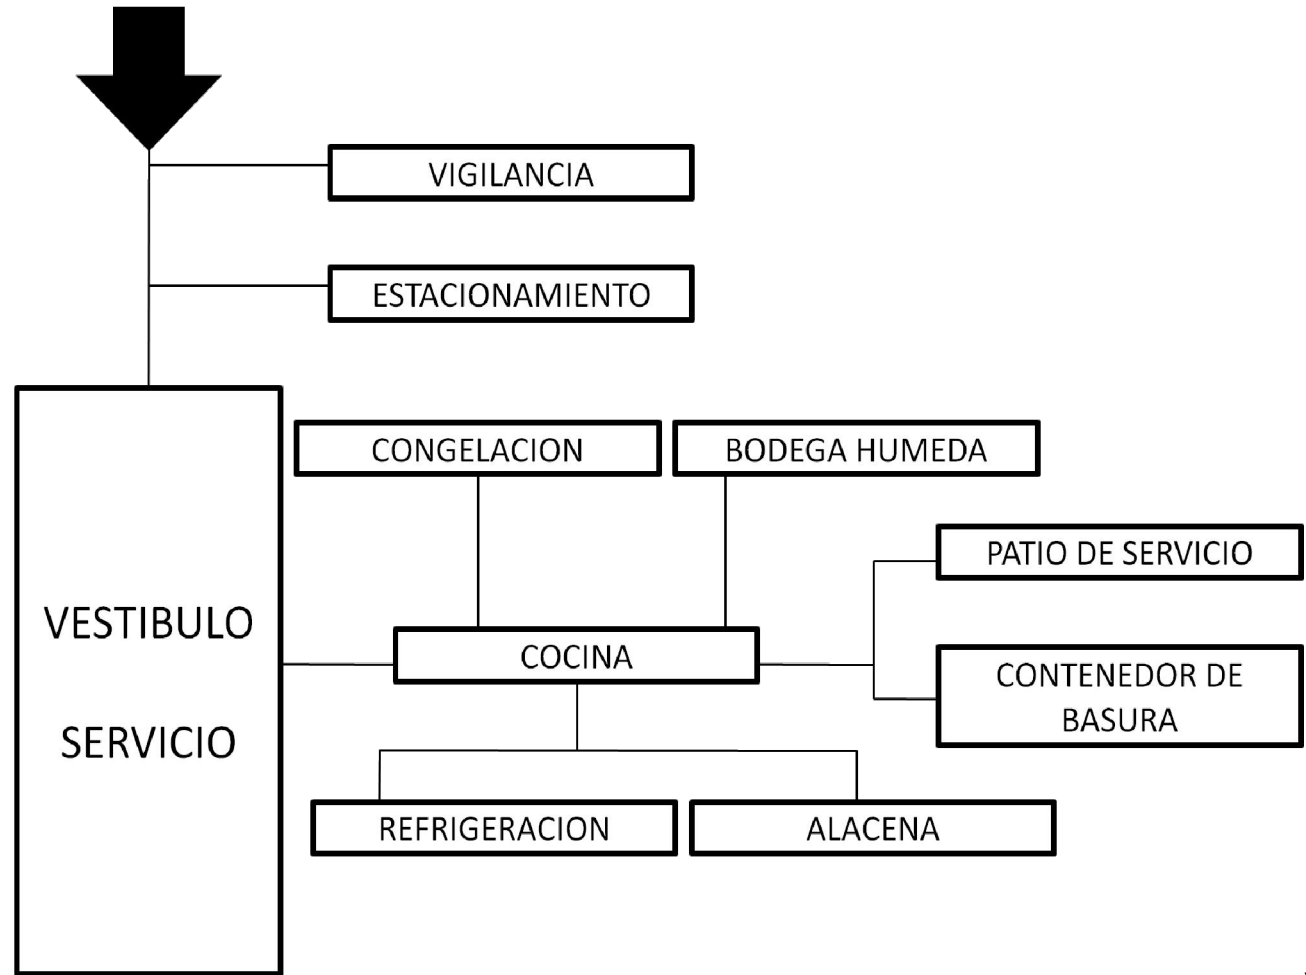 VIGILANCIA
ESTACIONAMIENTO
CONGELACION
BODEGA HUMEDA
PATIO DE SERVICIO
VESTIBULO
SERVICIO
COCINA
CONTENEDOR DE
BASURA
REFRIGERACION
ALACENA